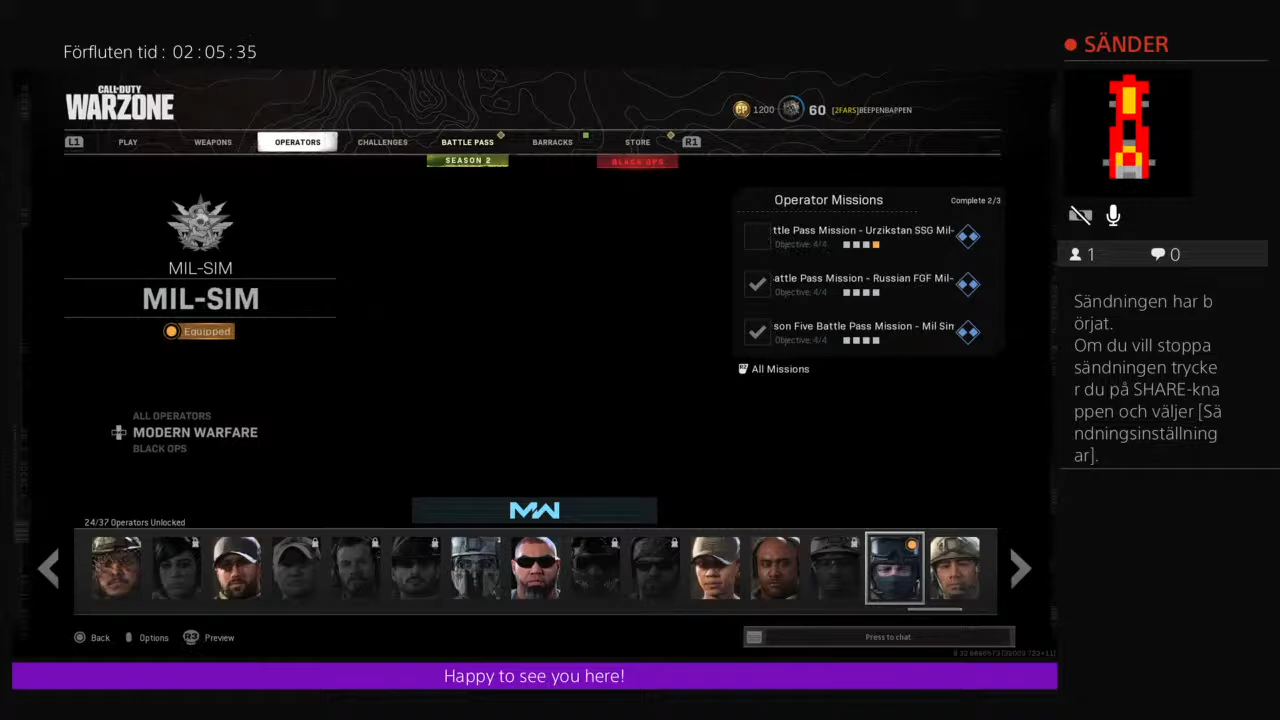 Förfluten tid : 02:05:35
SÄNDER
CALL OF DUTY
WARZONE
CP 1200 60 [2FARS]BEEPENBAPPEN
L1 PLAY WEAPONS OPERATORS CHALLENGES BATTLE PASS BARRACKS STORE R1
SEASON 2 BLACK OPS
MIL-SIM
MIL-SIM
Equipped
Operator Missions Complete 2/3
ttle Pass Mission - Urzikstan SSG Mil-
Objective: 4/4
attle Pass Mission - Russian FGF Mil-
Objective: 4/4
son Five Battle Pass Mission - Mil Sim
Objective: 4/4
All Missions
1 0
Sändningen har b
örjat.
Om du vill stoppa
sändningen trycke
r du på SHARE-kna
ppen och väljer [Sä
ndningsinställning
ar].
ALL OPERATORS
MODERN WARFARE
BLACK OPS
MW
24/37 Operators Unlocked
Back Options R3 Preview
Press to chat
Happy to see you here!